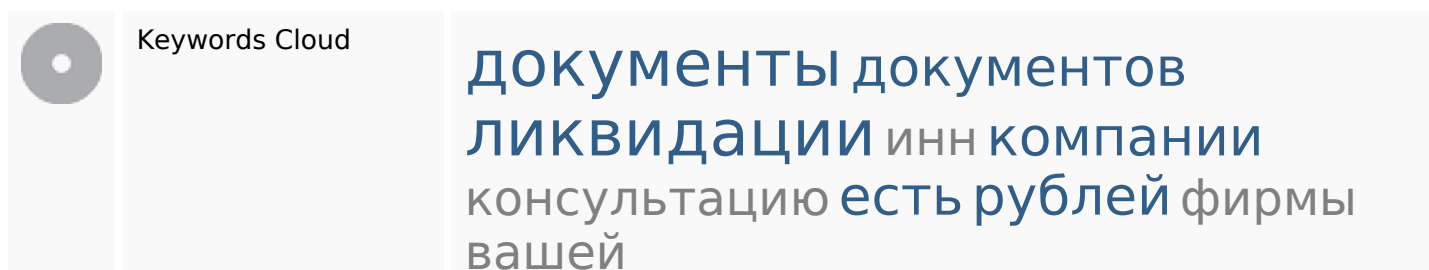 Keywords Cloud
документы документов
ликвидации инн компании
консультацию есть рублей фирмы
вашей